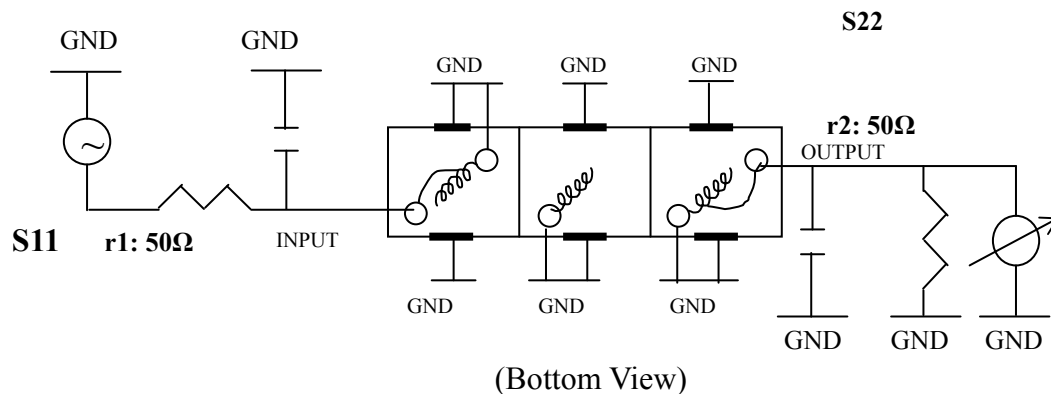 S22
GND
GND
GND
GND
GND
r2: 50Ω
OUTPUT
S11
r1: 50Ω
INPUT
GND
GND
GND
GND
GND
GND
(Bottom View)